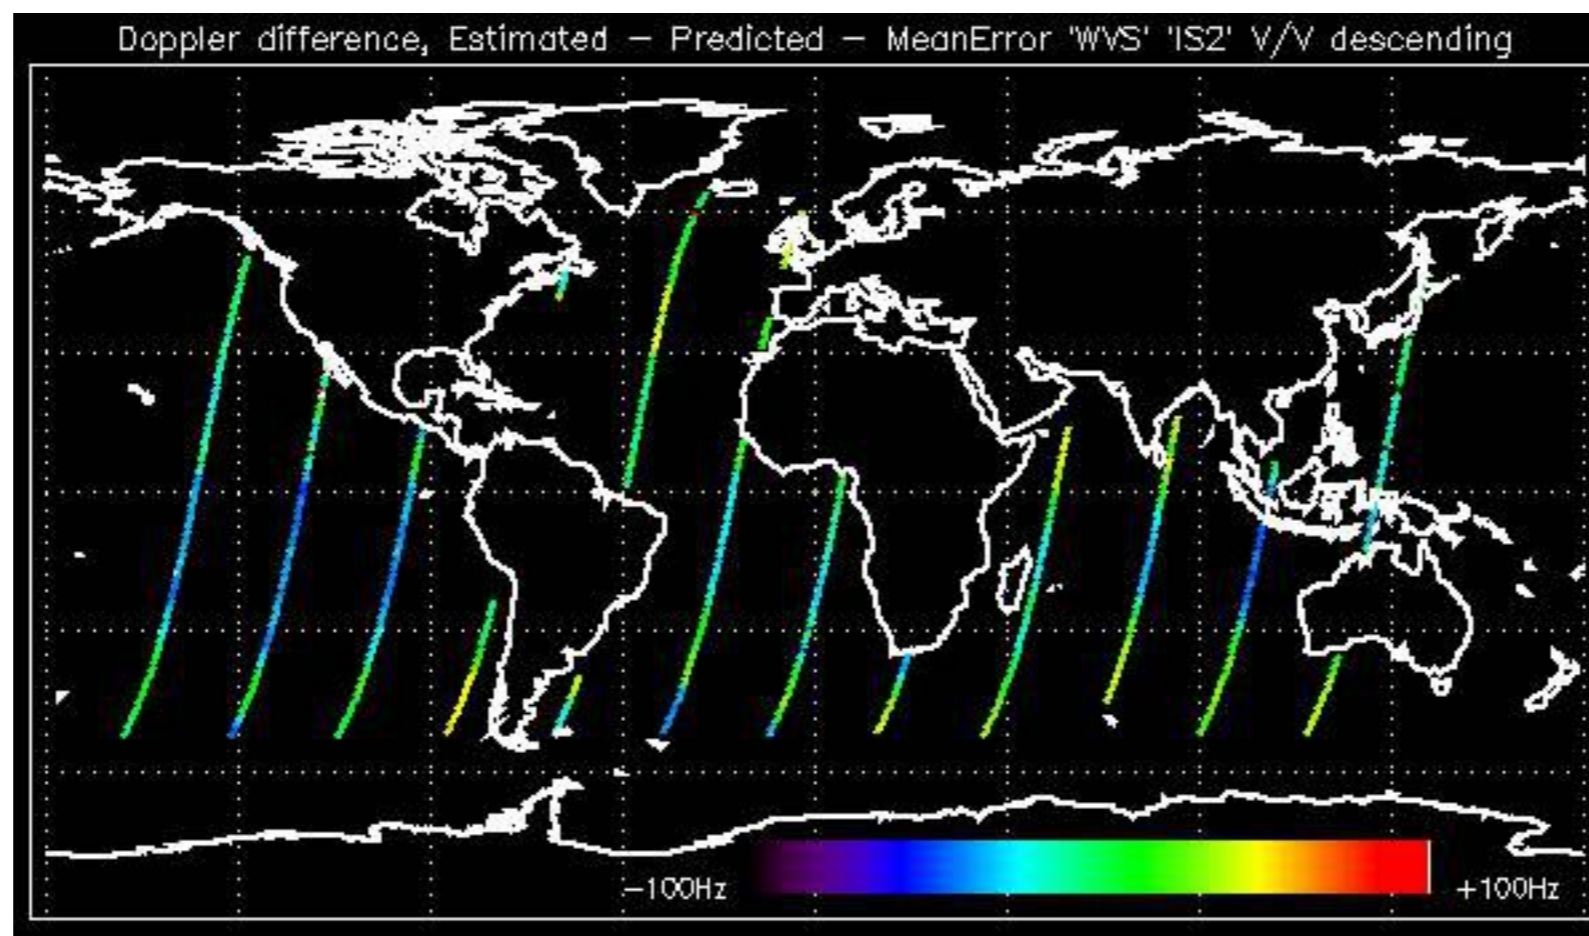 Doppler difference, Estimated – Predicted – MeanError 'WVS' 'IS2' V/V descending
-100Hz
+100Hz